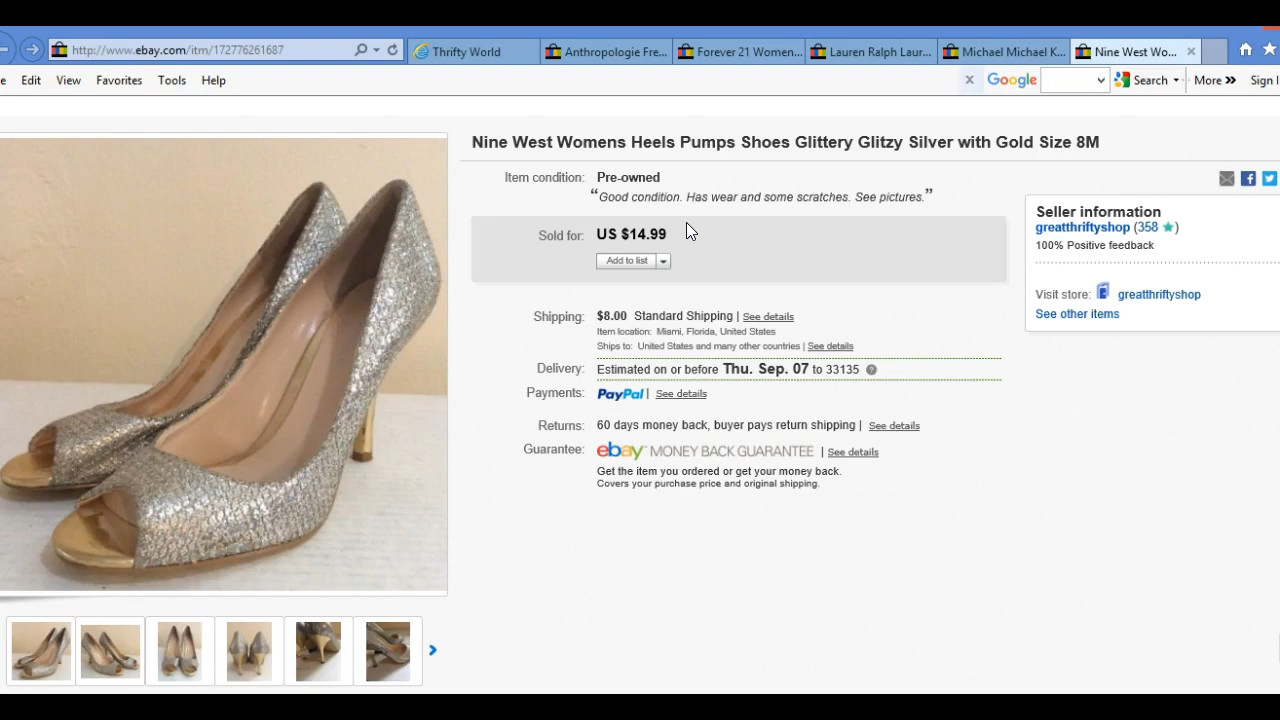 http://www.ebay.com/itm/172776261687
Thrifty World
Anthropologie Fre...
Forever 21 Women...
Lauren Ralph Laur...
Michael Michael K...
Nine West Wo...
Edit View Favorites Tools Help
Google
Search
More »
Sign I
Nine West Womens Heels Pumps Shoes Glittery Glitzy Silver with Gold Size 8M
Item condition: Pre-owned
“Good condition. Has wear and some scratches. See pictures.”
Sold for: US $14.99
Add to list
Shipping: $8.00 Standard Shipping | See details
Item location: Miami, Florida, United States
Ships to: United States and many other countries | See details
Delivery: Estimated on or before Thu. Sep. 07 to 33135
Payments: PayPal | See details
Returns: 60 days money back, buyer pays return shipping | See details
Guarantee: ebay MONEY BACK GUARANTEE | See details
Get the item you ordered or get your money back.
Covers your purchase price and original shipping.
Seller information
greatthriftyshop (358 ★)
100% Positive feedback
Visit store: greatthriftyshop
See other items